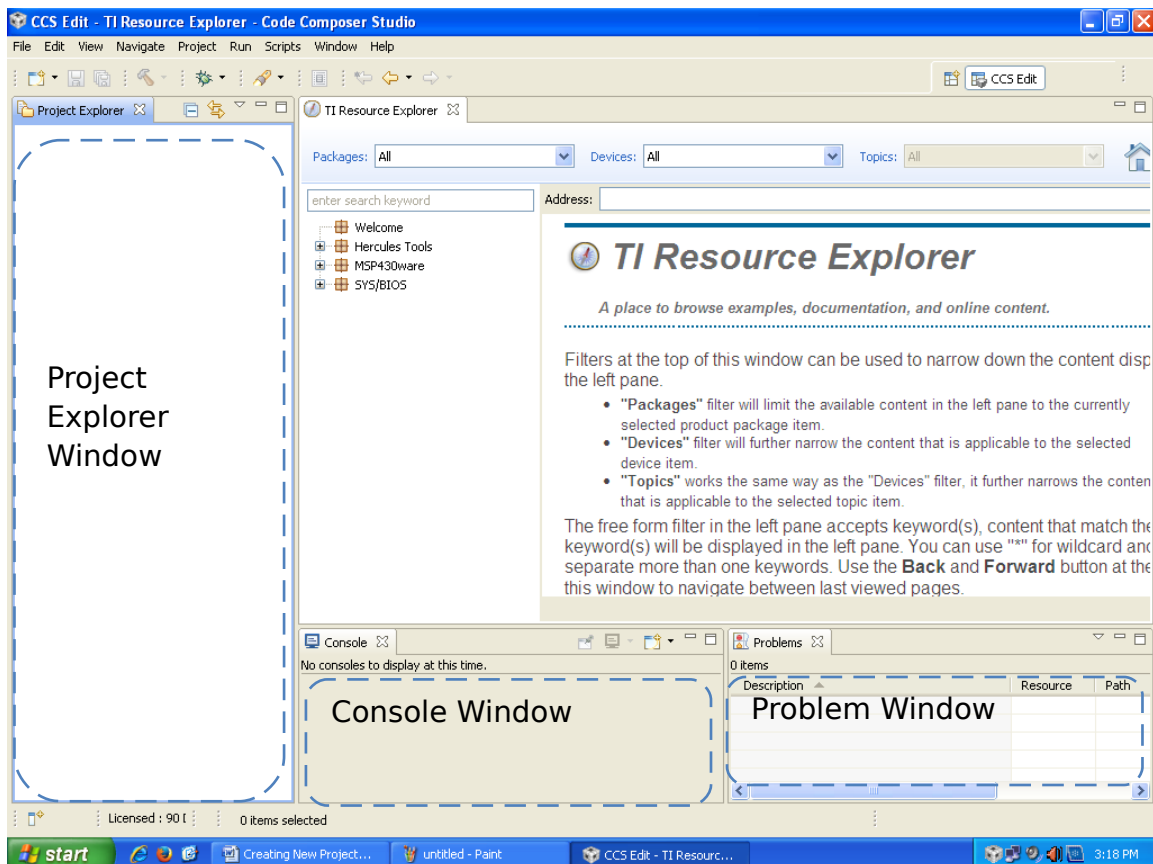 CCS Edit - TI Resource Explorer - Code Composer Studio
File Edit View Navigate Project Run Scripts Window Help
CCS Edit
Project Explorer
TI Resource Explorer
Packages: All
Devices: All
Topics: All
enter search keyword
Address:
Welcome
Hercules Tools
MSP430ware
SYS/BIOS
TI Resource Explorer
A place to browse examples, documentation, and online content.
Filters at the top of this window can be used to narrow down the content disp
the left pane.
• "Packages" filter will limit the available content in the left pane to the currently
selected product package item.
• "Devices" filter will further narrow the content that is applicable to the selected
device item.
• "Topics" works the same way as the "Devices" filter, it further narrows the conten
that is applicable to the selected topic item.
The free form filter in the left pane accepts keyword(s), content that match the
keyword(s) will be displayed in the left pane. You can use "*" for wildcard and
separate more than one keywords. Use the Back and Forward button at the
this window to navigate between last viewed pages.
Project
Explorer
Window
Console
No consoles to display at this time.
Console Window
Problems
0 items
Description Resource Path
Problem Window
Licensed : 90
0 items selected
start
Creating New Project...
untitled - Paint
CCS Edit - TI Resourc...
3:18 PM